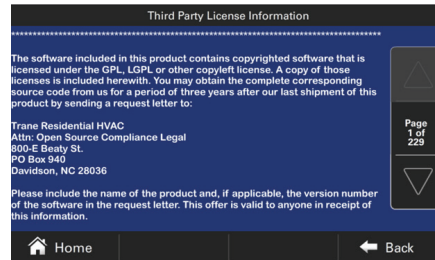 Third Party License Information
******************************************************************************
The software included in this product contains copyrighted software that is
licensed under the GPL, LGPL or other copyleft license. A copy of those
licenses is included herewith. You may obtain the complete corresponding
source code from us for a period of three years after our last shipment of this
product by sending a request letter to:
Trane Residential HVAC
Attn: Open Source Compliance Legal
800-E Beaty St.
PO Box 940
Davidson, NC 28036
Please include the name of the product and, if applicable, the version number
of the software in the request letter. This offer is valid to anyone in receipt of
this information.
Page
1 of
229
Home
Back